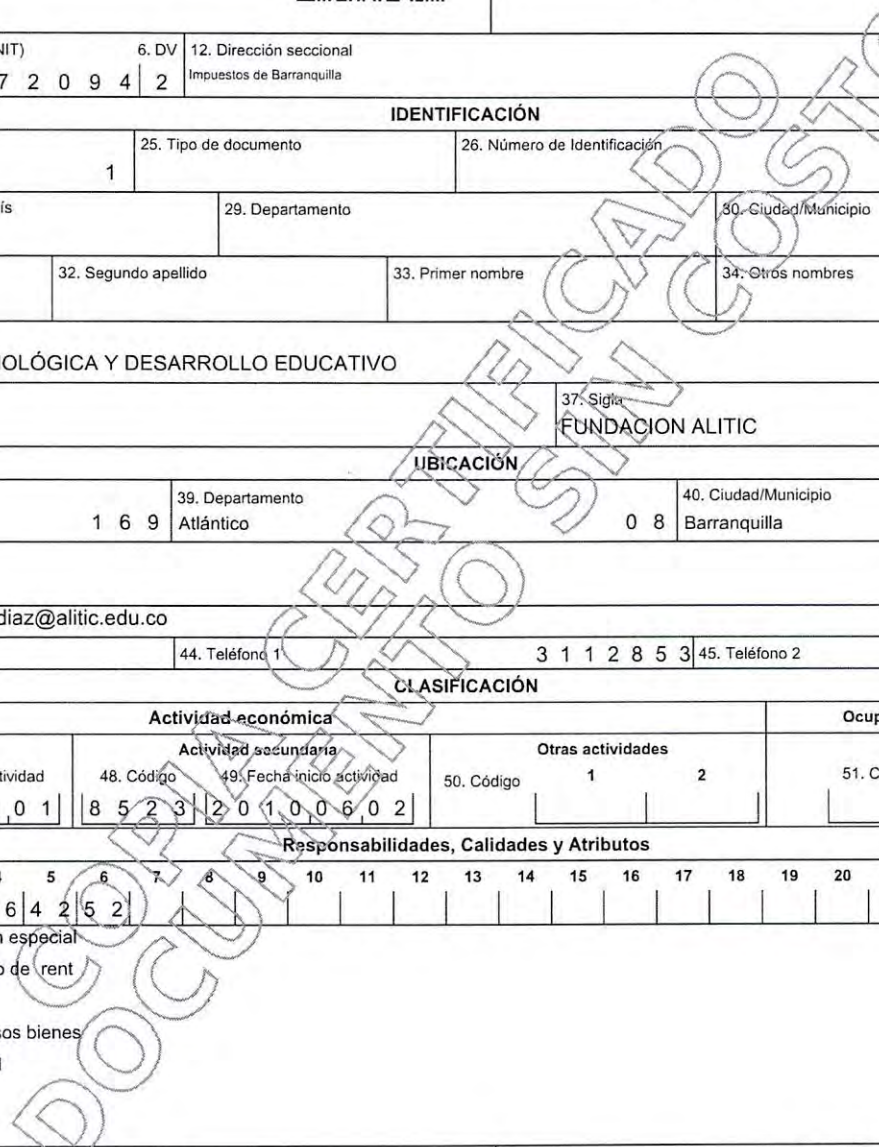 NIT) 6. DV 12. Dirección seccional
7 2 0 9 4 2 Impuestos de Barranquilla
IDENTIFICACIÓN
25. Tipo de documento 26. Número de Identificación
1
ís 29. Departamento 30. Ciudad/Municipio
32. Segundo apellido 33. Primer nombre 34. Otros nombres
OLÓGICA Y DESARROLLO EDUCATIVO
37. Sigla
FUNDACION ALITIC
UBICACIÓN
39. Departamento 40. Ciudad/Municipio
1 6 9 Atlántico 0 8 Barranquilla
diaz@alitic.edu.co
44. Teléfono 1 3 1 1 2 8 5 3 45. Teléfono 2
CLASIFICACIÓN
Actividad económica Ocup
Actividad secundaria Otras actividades
tividad 48. Código 49. Fecha inicio actividad 50. Código 1 2 51. C
0 1 8 5 2 3 2 0 1 0 0 6 0 2
Responsabilidades, Calidades y Atributos
5 6 7 8 9 10 11 12 13 14 15 16 17 18 19 20
6 4 2 5 2
n especial
o de rent
sos bienes
COPIA CERTIFICADO
DOCUMENTO SIN COSTO